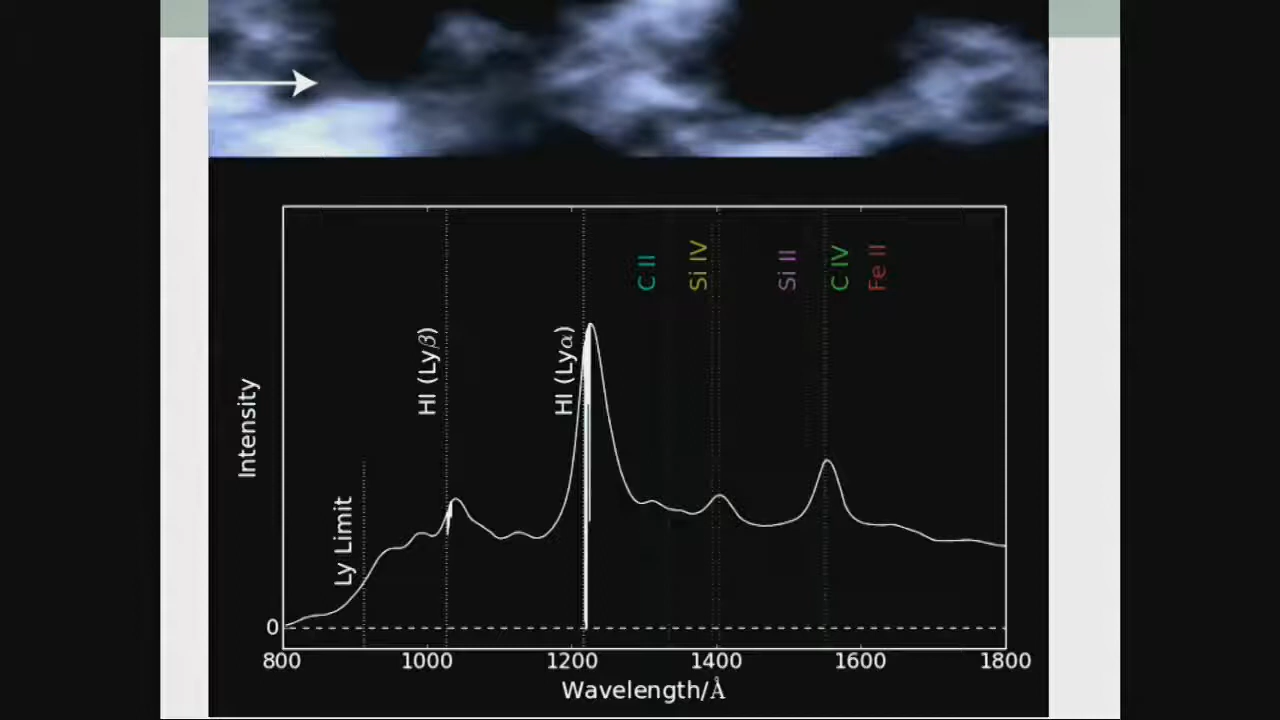 C II
Si IV
Si II
C IV
Fe II
HI (Lyβ)
HI (Lyα)
Ly Limit
Intensity
0
800 1000 1200 1400 1600 1800
Wavelength/Å